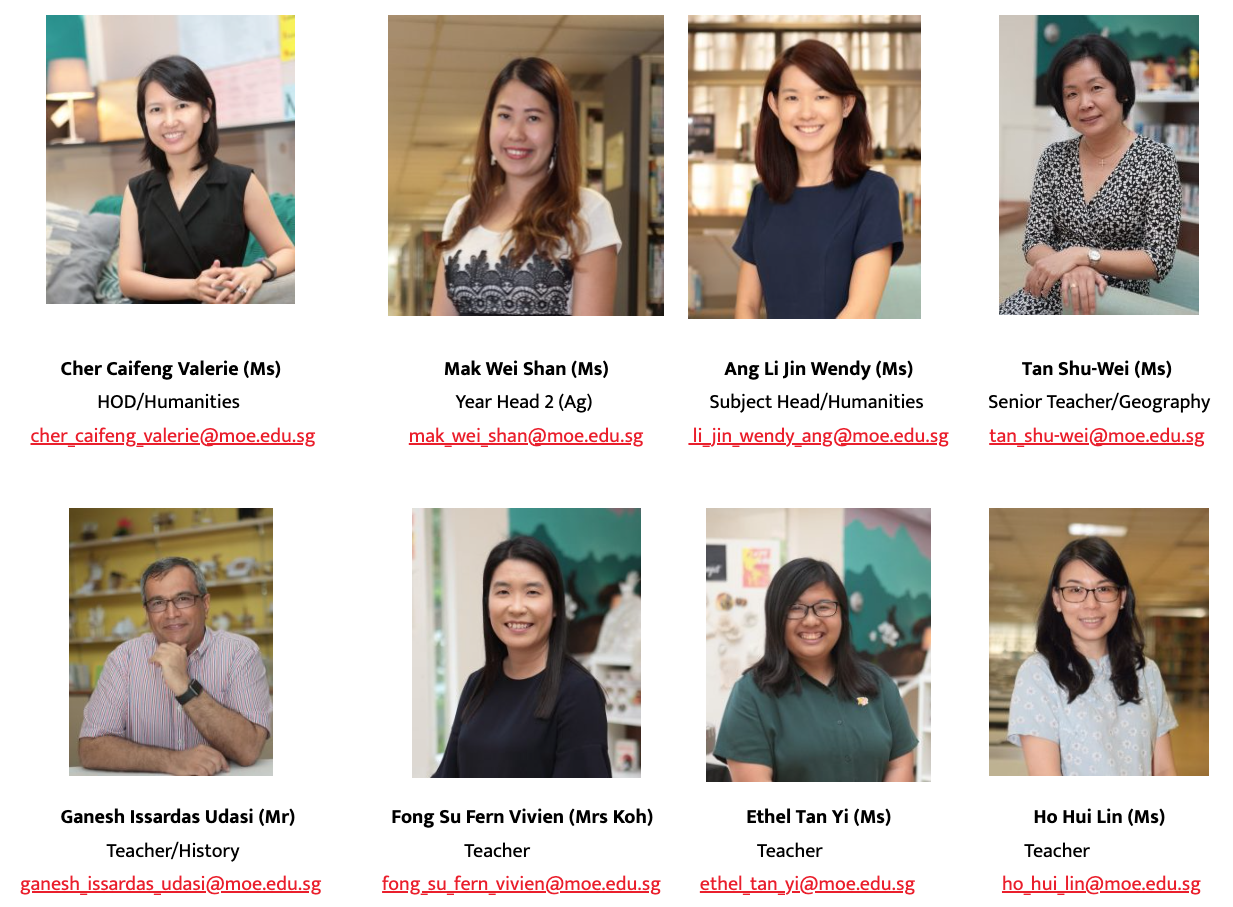 Cher Caifeng Valerie (Ms)
HOD/Humanities
cher_caifeng_valerie@moe.edu.sg
Mak Wei Shan (Ms)
Year Head 2 (Ag)
mak_wei_shan@moe.edu.sg
Ang Li Jin Wendy (Ms)
Subject Head/Humanities
li_jin_wendy_ang@moe.edu.sg
Tan Shu-Wei (Ms)
Senior Teacher/Geography
tan_shu-wei@moe.edu.sg
Ganesh Issardas Udasi (Mr)
Teacher/History
ganesh_issardas_udasi@moe.edu.sg
Fong Su Fern Vivien (Mrs Koh)
Teacher
fong_su_fern_vivien@moe.edu.sg
Ethel Tan Yi (Ms)
Teacher
ethel_tan_yi@moe.edu.sg
Ho Hui Lin (Ms)
Teacher
ho_hui_lin@moe.edu.sg